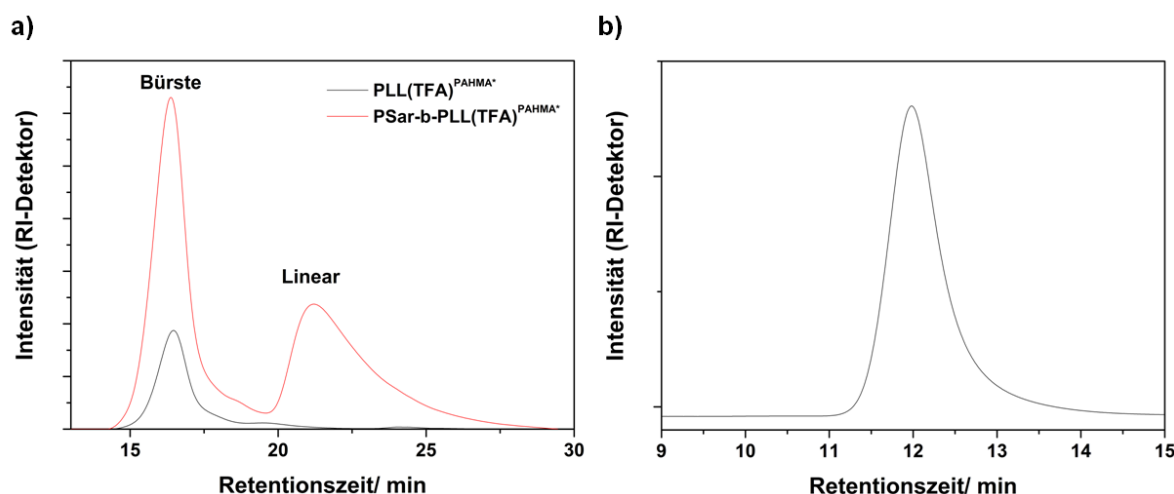 a)
Bürste
Linear
PLL(TFA)^PAHMA*
PSar-b-PLL(TFA)^PAHMA*
Intensität (RI-Detektor)
15 20 25 30
Retentionszeit/ min
b)
Intensität (RI-Detektor)
9 10 11 12 13 14 15
Retentionszeit/ min